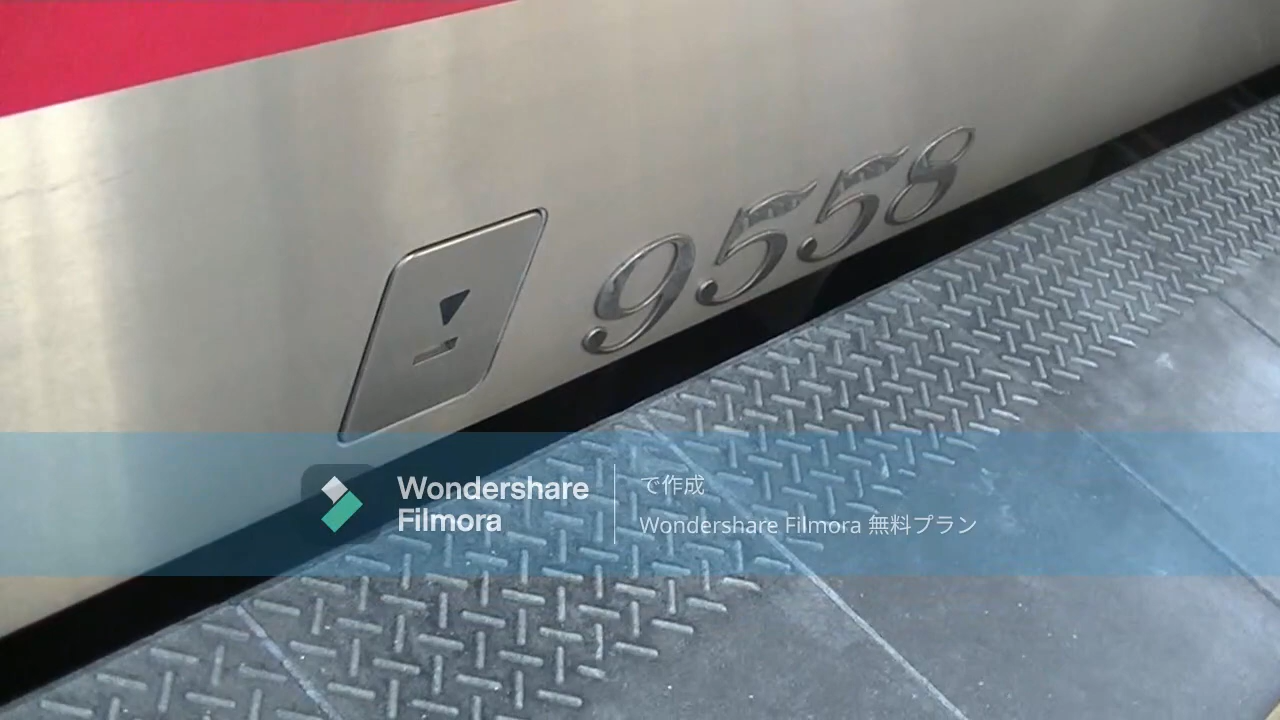 9558
Wondershare
Filmora
で作成
Wondershare Filmora 無料プラン